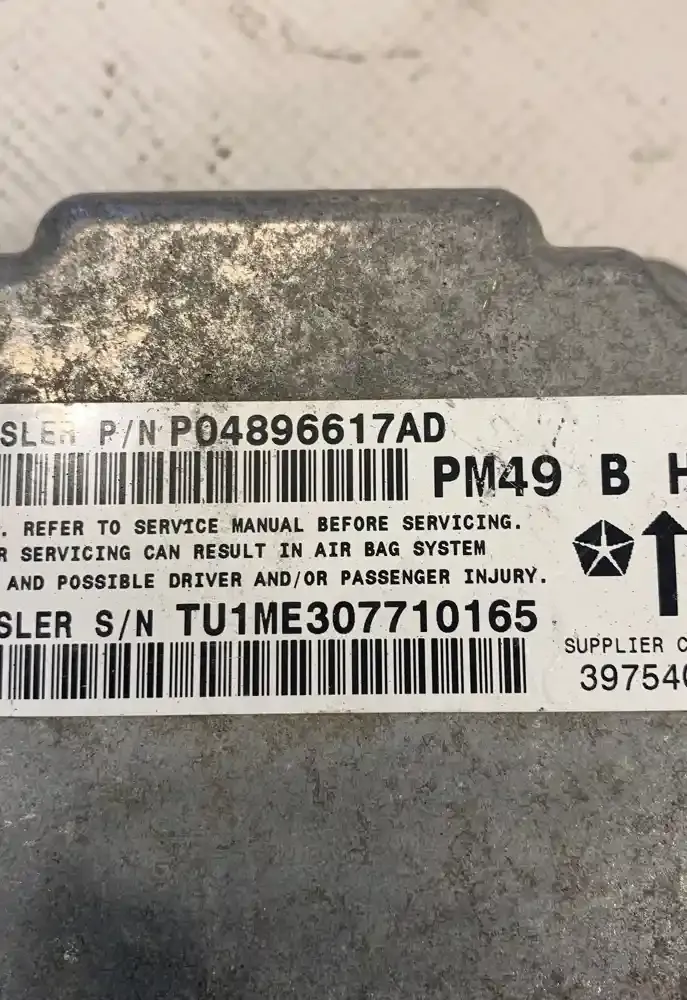 SLER P/N P04896617AD
PM49 B H
. REFER TO SERVICE MANUAL BEFORE SERVICING.
R SERVICING CAN RESULT IN AIR BAG SYSTEM
AND POSSIBLE DRIVER AND/OR PASSENGER INJURY.
SLER S/N TU1ME307710165
SUPPLIER C
397540